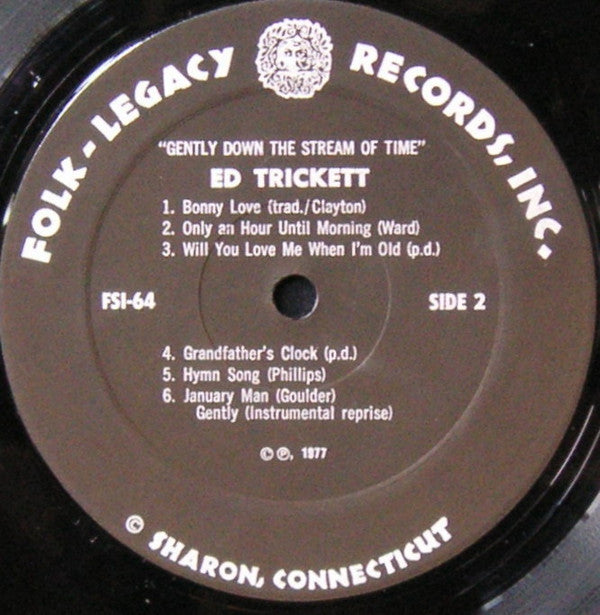 FOLK-LEGACY RECORDS, INC.
"GENTLY DOWN THE STREAM OF TIME"
ED TRICKETT
1. Bonny Love (trad./Clayton)
2. Only an Hour Until Morning (Ward)
3. Will You Love Me When I'm Old (p.d.)
FSI-64
SIDE 2
4. Grandfather's Clock (p.d.)
5. Hymn Song (Phillips)
6. January Man (Goulder)
Gently (Instrumental reprise)
© ℗, 1977
© SHARON, CONNECTICUT